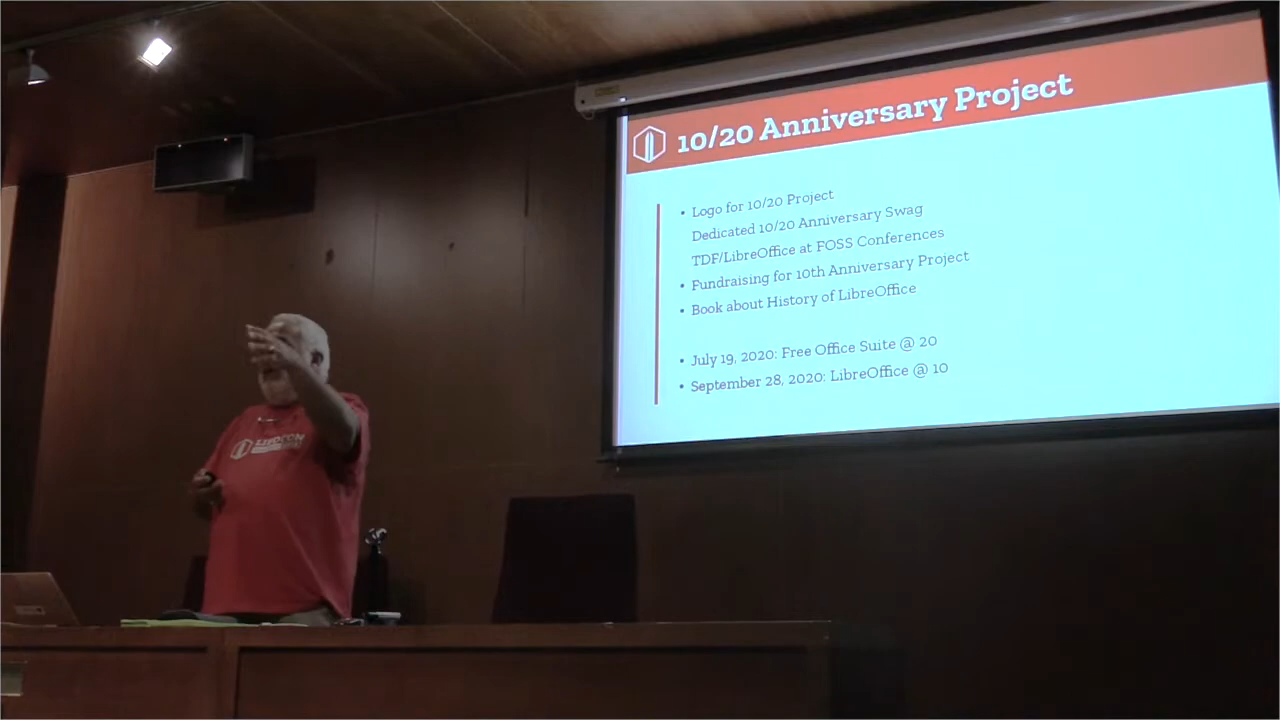 10/20 Anniversary Project
• Logo for 10/20 Project
Dedicated 10/20 Anniversary Swag
TDF/LibreOffice at FOSS Conferences
• Fundraising for 10th Anniversary Project
• Book about History of LibreOffice
• July 19, 2020: Free Office Suite @ 20
• September 28, 2020: LibreOffice @ 10